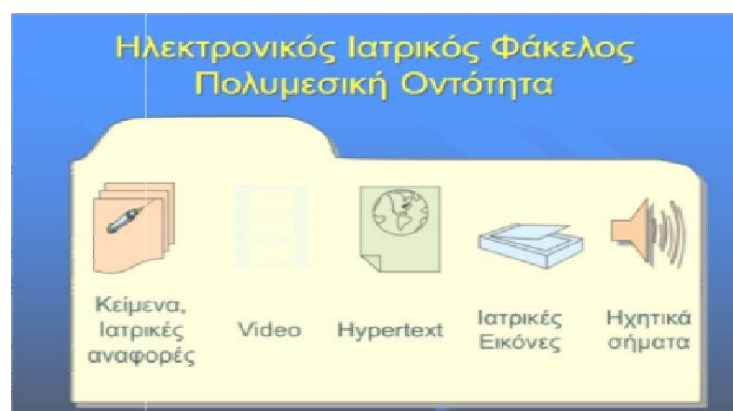 Ηλεκτρονικός Ιατρικός Φάκελος
Πολυμεσική Οντότητα
Κείμενα,
Ιατρικές
αναφορές
Video
Hypertext
Ιατρικές
Εικόνες
Ηχητικά
σήματα